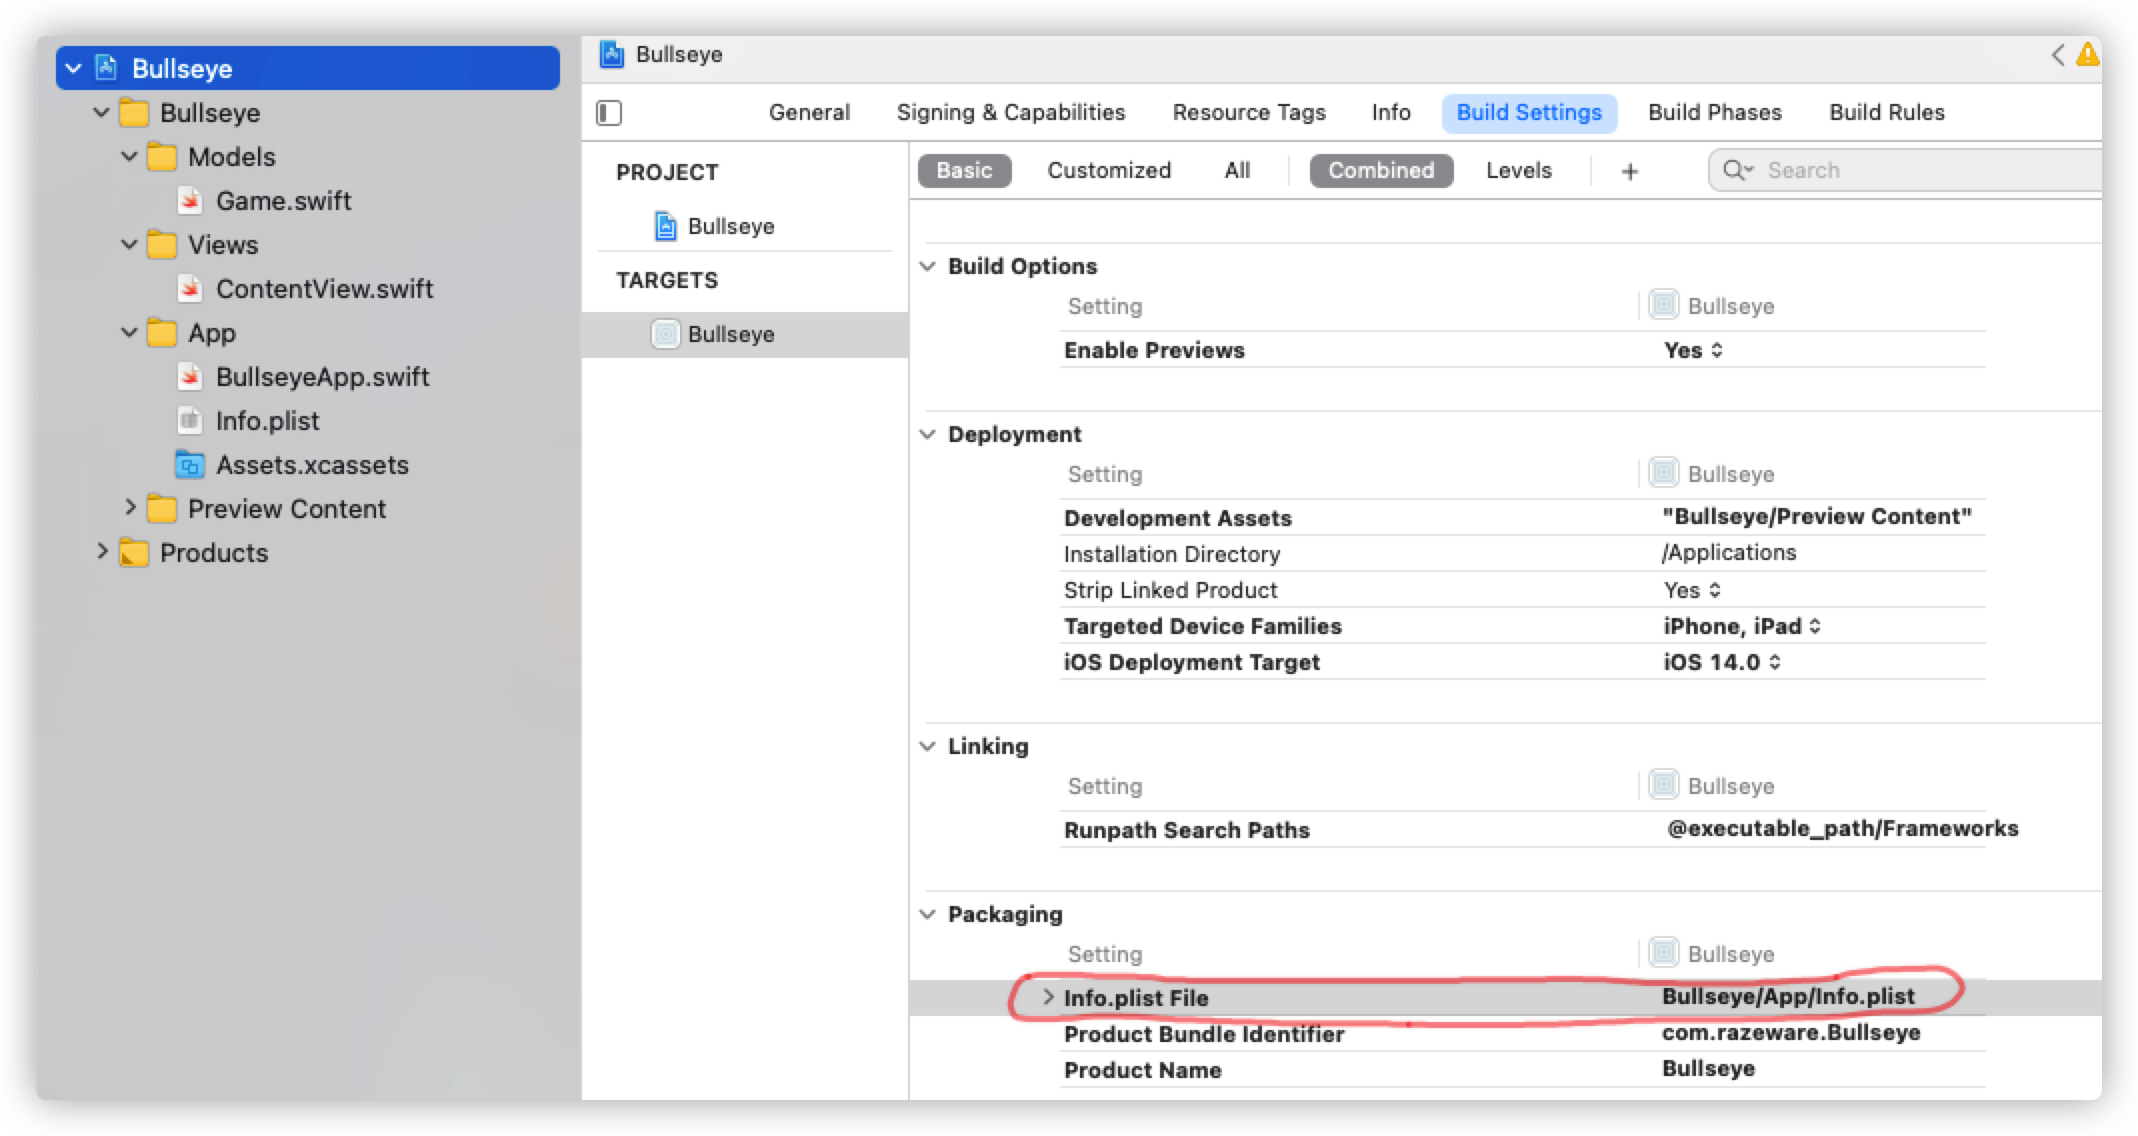 Bullseye
Bullseye
Models
Game.swift
Views
ContentView.swift
App
BullseyeApp.swift
Info.plist
Assets.xcassets
Preview Content
Products
Bullseye
General Signing & Capabilities Resource Tags Info Build Settings Build Phases Build Rules
PROJECT
Bullseye
TARGETS
Bullseye
Basic Customized All Combined Levels + Search
Build Options
Setting Bullseye
Enable Previews Yes
Deployment
Setting Bullseye
Development Assets "Bullseye/Preview Content"
Installation Directory /Applications
Strip Linked Product Yes
Targeted Device Families iPhone, iPad
iOS Deployment Target iOS 14.0
Linking
Setting Bullseye
Runpath Search Paths @executable_path/Frameworks
Packaging
Setting Bullseye
Info.plist File Bullseye/App/Info.plist
Product Bundle Identifier com.razeware.Bullseye
Product Name Bullseye